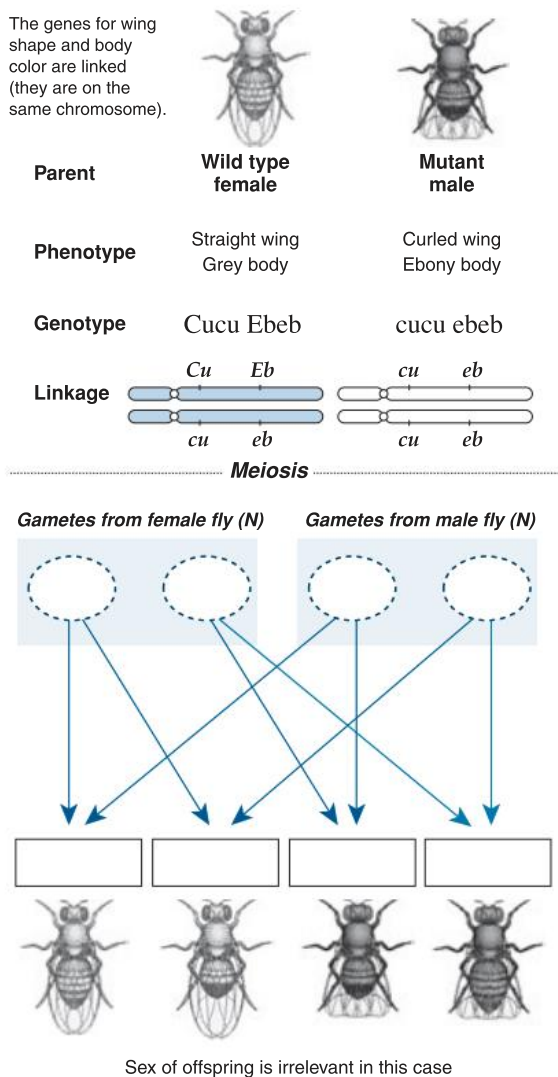 The genes for wing
shape and body
color are linked
(they are on the
same chromosome).
Parent
Wild type
female
Mutant
male
Phenotype
Straight wing
Grey body
Curled wing
Ebony body
Genotype
Cucu Ebeb
cucu ebeb
Linkage
Cu Eb
cu eb
cu eb
cu eb
Meiosis
Gametes from female fly (N)
Gametes from male fly (N)
Sex of offspring is irrelevant in this case